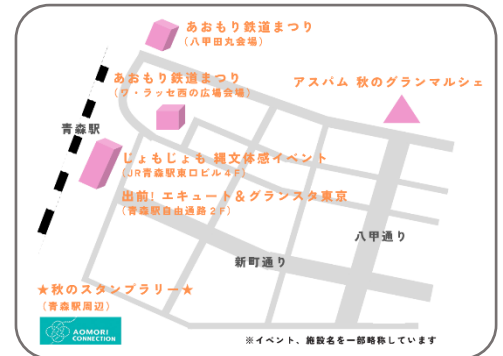 あおもり鉄道まつり
(八甲田丸会場)
あおもり鉄道まつり
(ワ・ラッセ西の広場会場)
アスパム 秋のグランマルシェ
青森駅
じょもじょも 縄文体感イベント
(JR青森駅東口ビル4F)
出前! エキュート&グランスタ東京
(青森駅自由通路2F)
八甲通り
新町通り
★秋のスタンプラリー★
(青森駅周辺)
AOMORI
CONNECTION
※イベント、施設名を一部略称しています